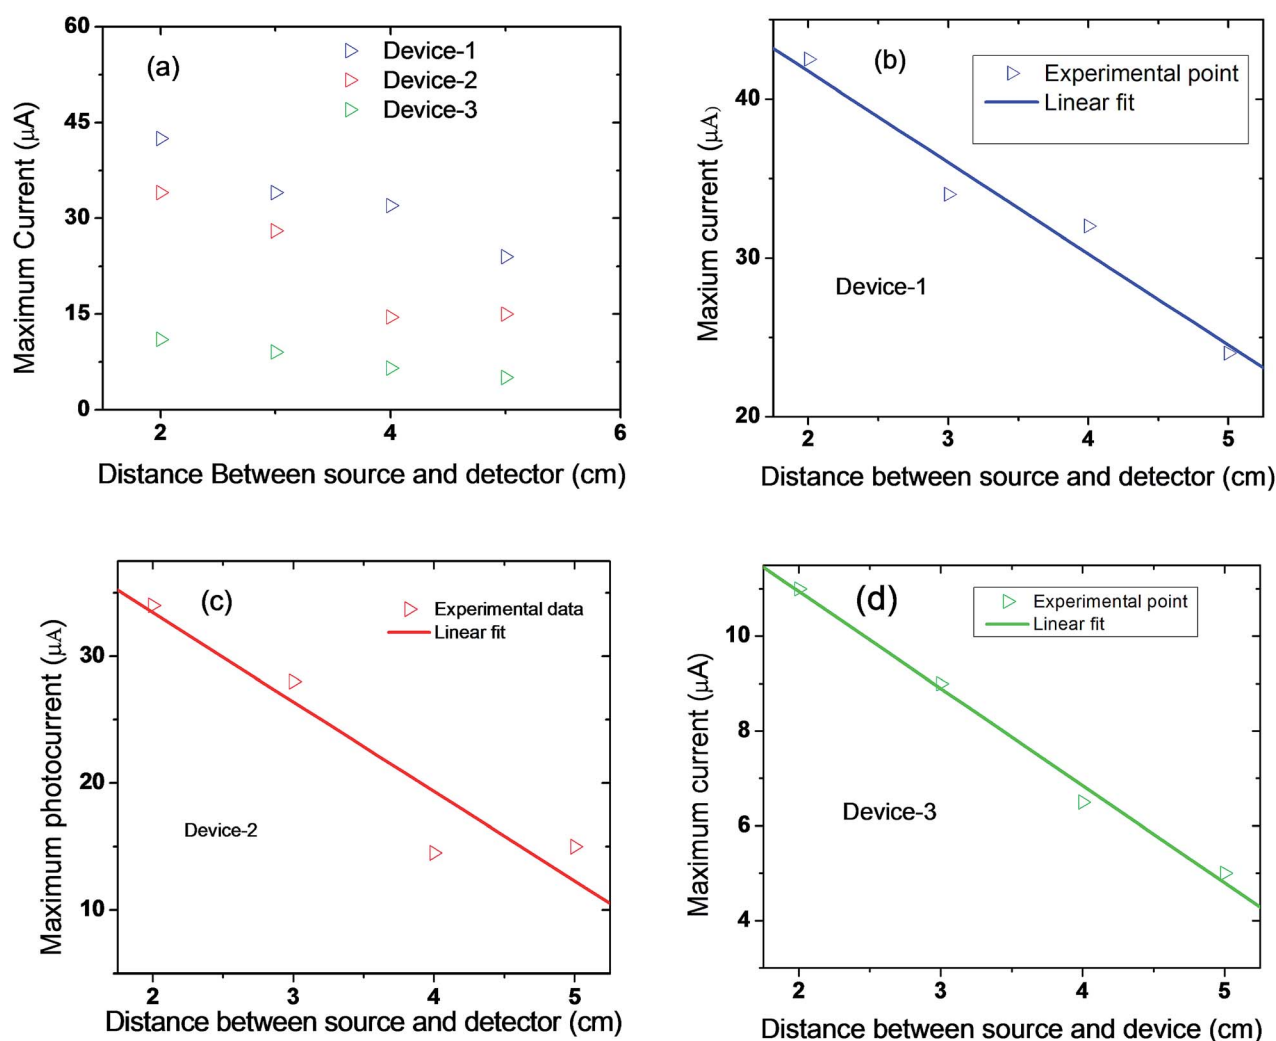 60
45
30
15
0
Maximum Current (μA)
(a)
Device-1
Device-2
Device-3
2
4
6
Distance Between source and detector (cm)
40
30
20
Maxium current (μA)
(b)
Experimental point
Linear fit
Device-1
2
3
4
5
Distance between source and detector (cm)
30
20
10
Maximum photocurrent (μA)
(c)
Experimental data
Linear fit
Device-2
2
3
4
5
Distance between source and detector (cm)
10
8
6
4
Maximum current (μA)
(d)
Experimental point
Linear fit
Device-3
2
3
4
5
Distance between source and device (cm)